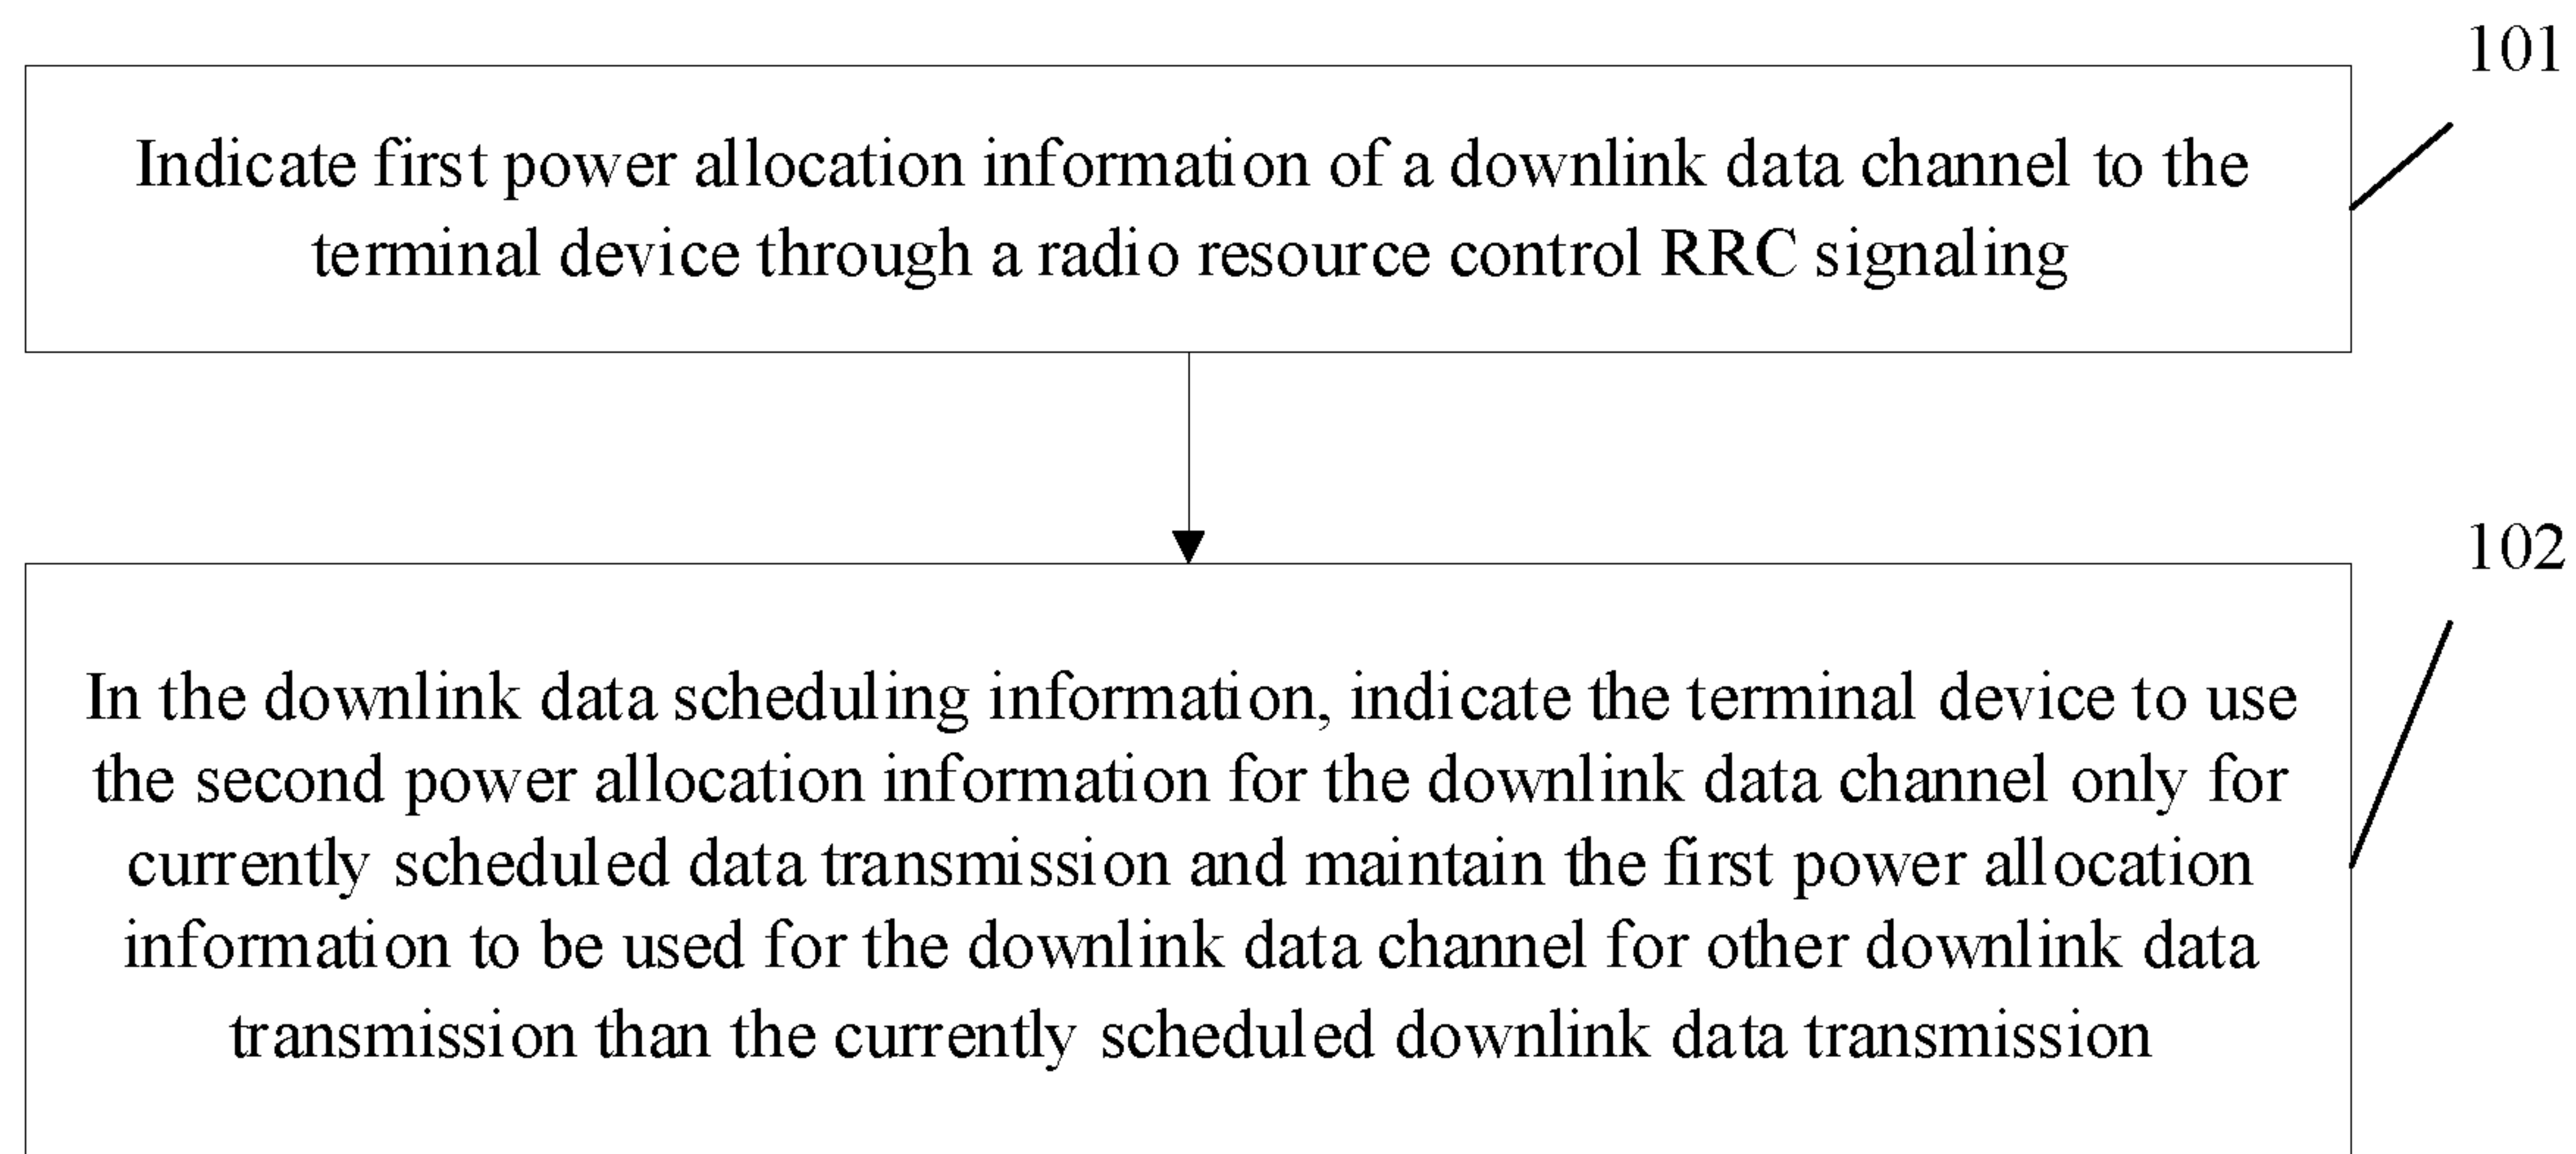 101
Indicate first power allocation information of a downlink data channel to the
terminal device through a radio resource control RRC signaling
102
In the downlink data scheduling information, indicate the terminal device to use
the second power allocation information for the downlink data channel only for
currently scheduled data transmission and maintain the first power allocation
information to be used for the downlink data channel for other downlink data
transmission than the currently scheduled downlink data transmission